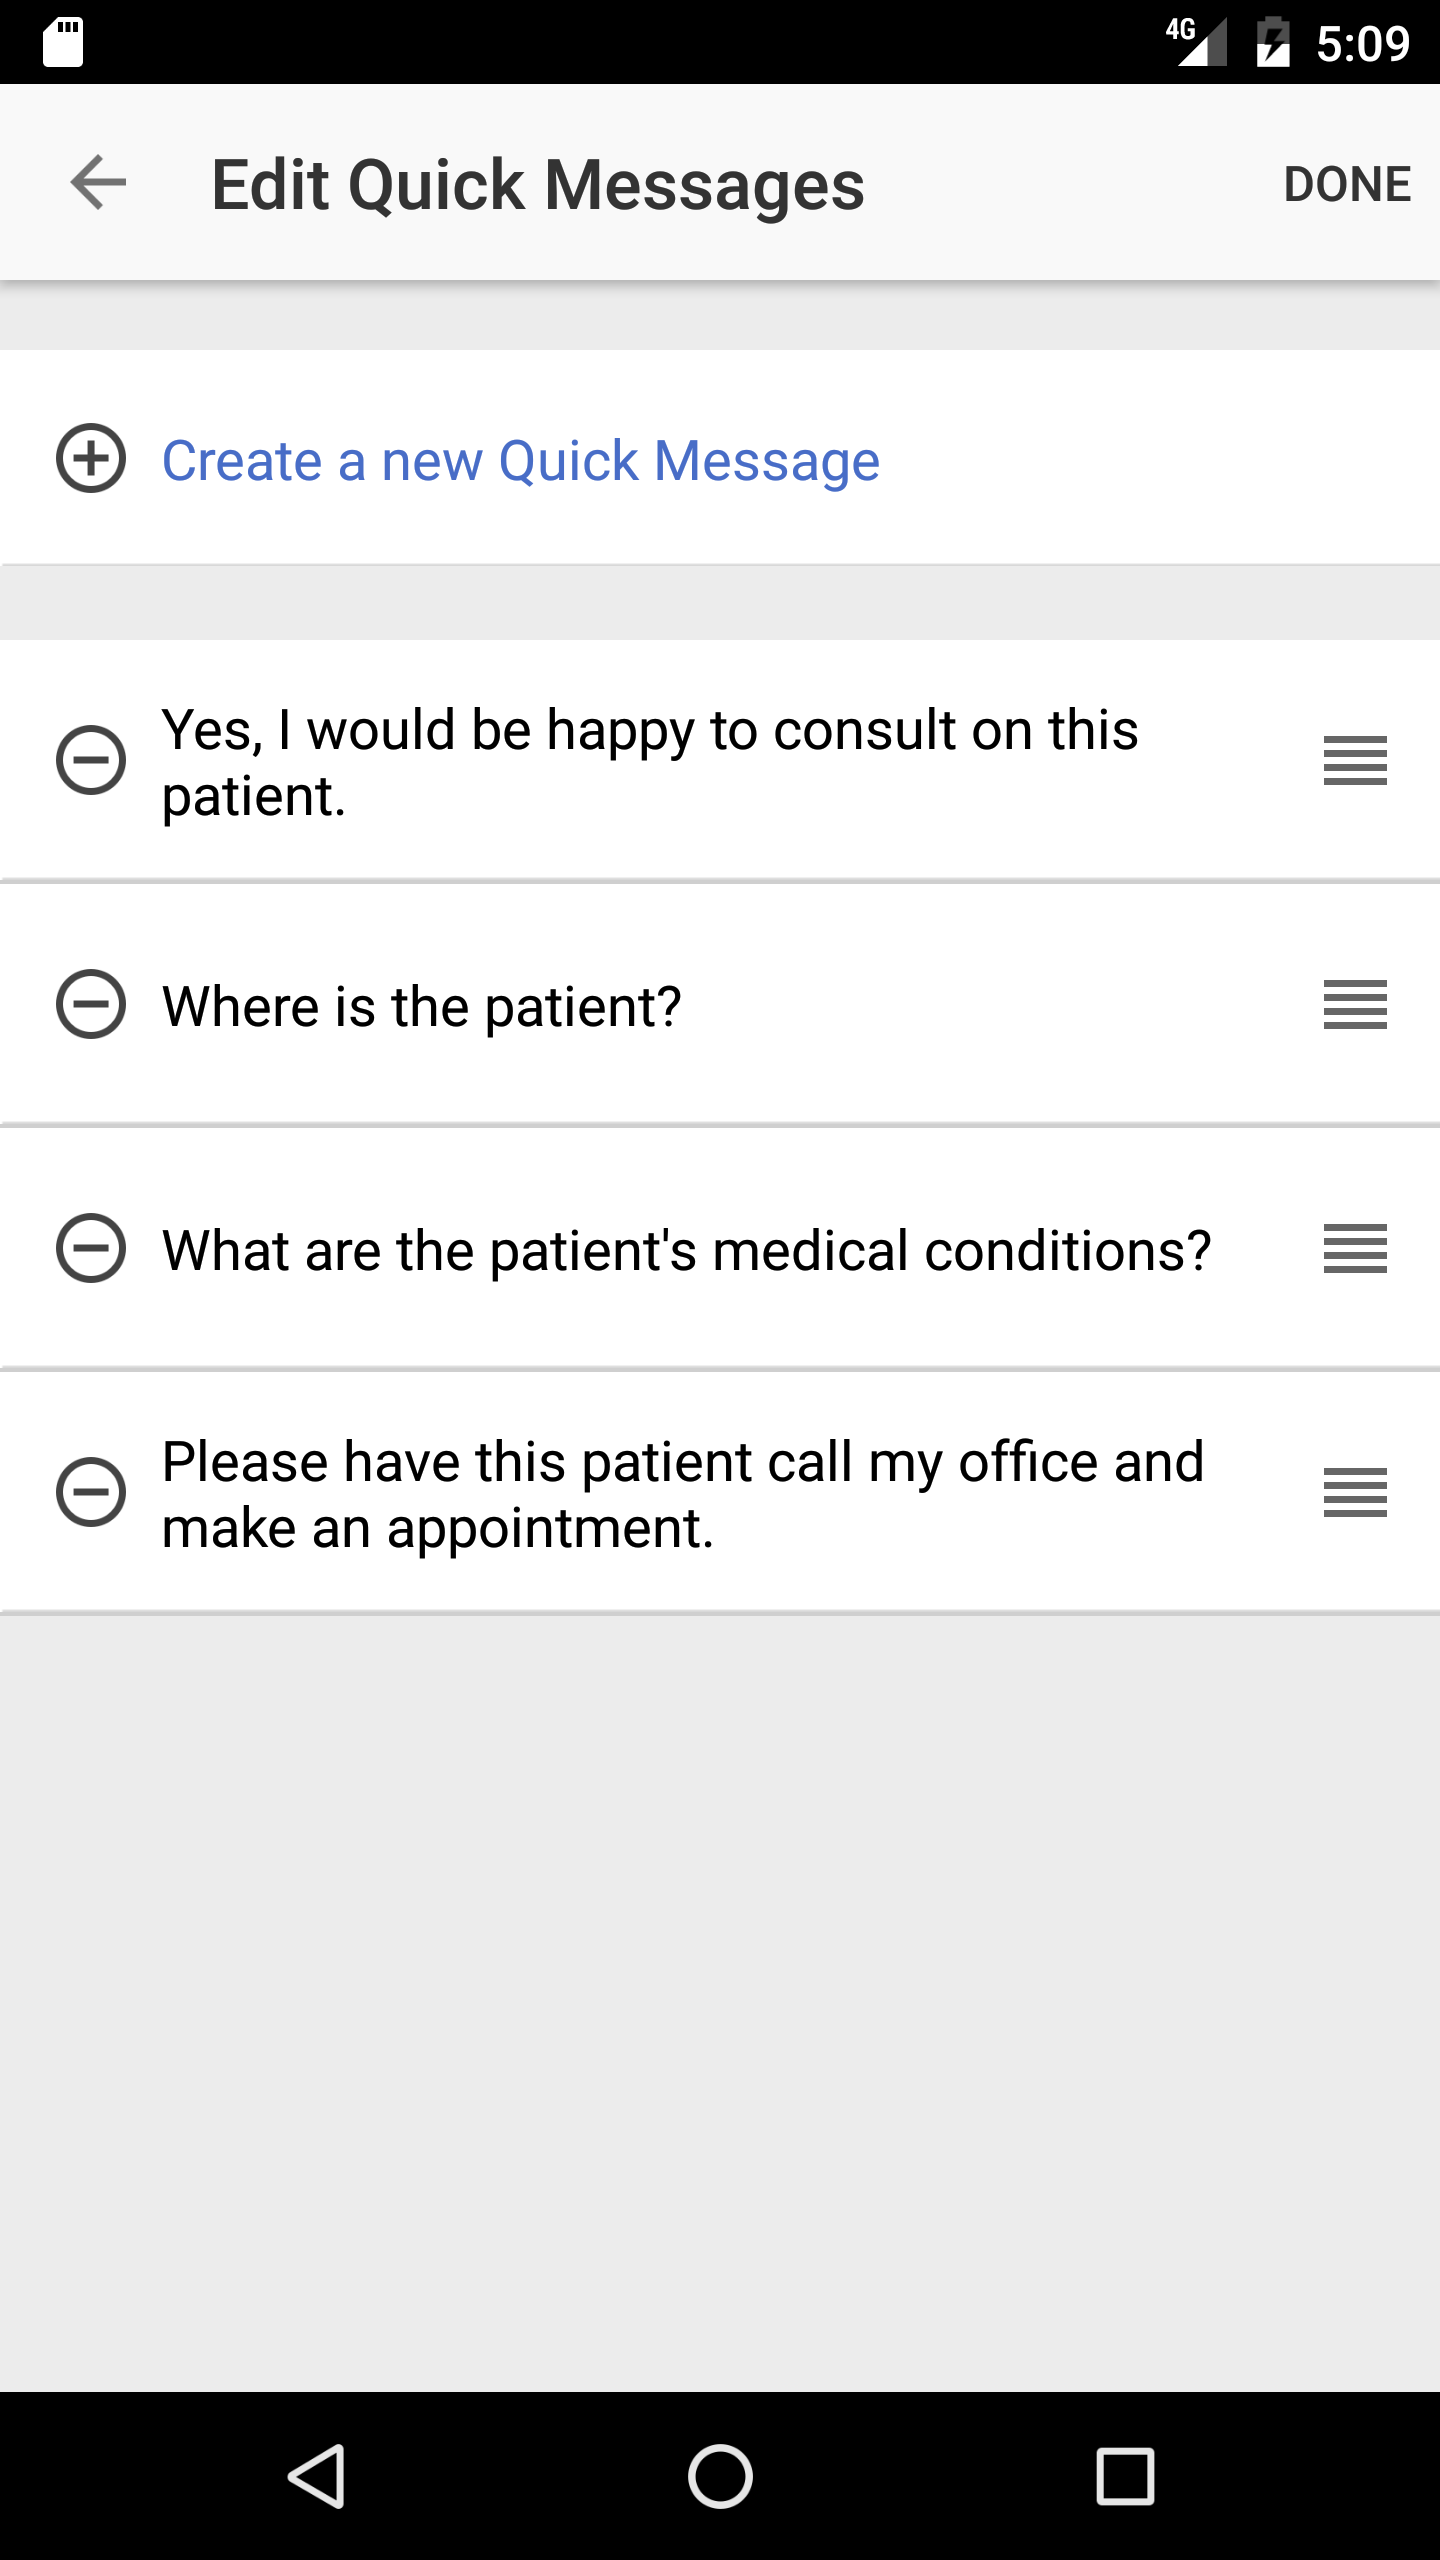 4G 5:09
Edit Quick Messages DONE
Create a new Quick Message
Yes, I would be happy to consult on this
patient.
Where is the patient?
What are the patient's medical conditions?
Please have this patient call my office and
make an appointment.